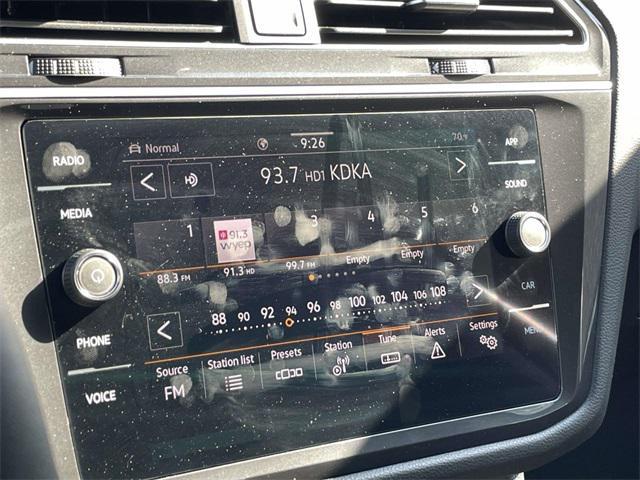 RADIO
Normal
9:26
70°F
APP
MEDIA
93.7 HD1 KDKA
SOUND
1
3
4
5
6
91.3
wyep
88.3 FM
91.3 HD
99.7 FM
Empty
Empty
Empty
88 90 92 94 96 98 100 102 104 106 108
CAR
PHONE
MENU
Source
FM
Station list
Presets
Station
Tune
Alerts
Settings
VOICE